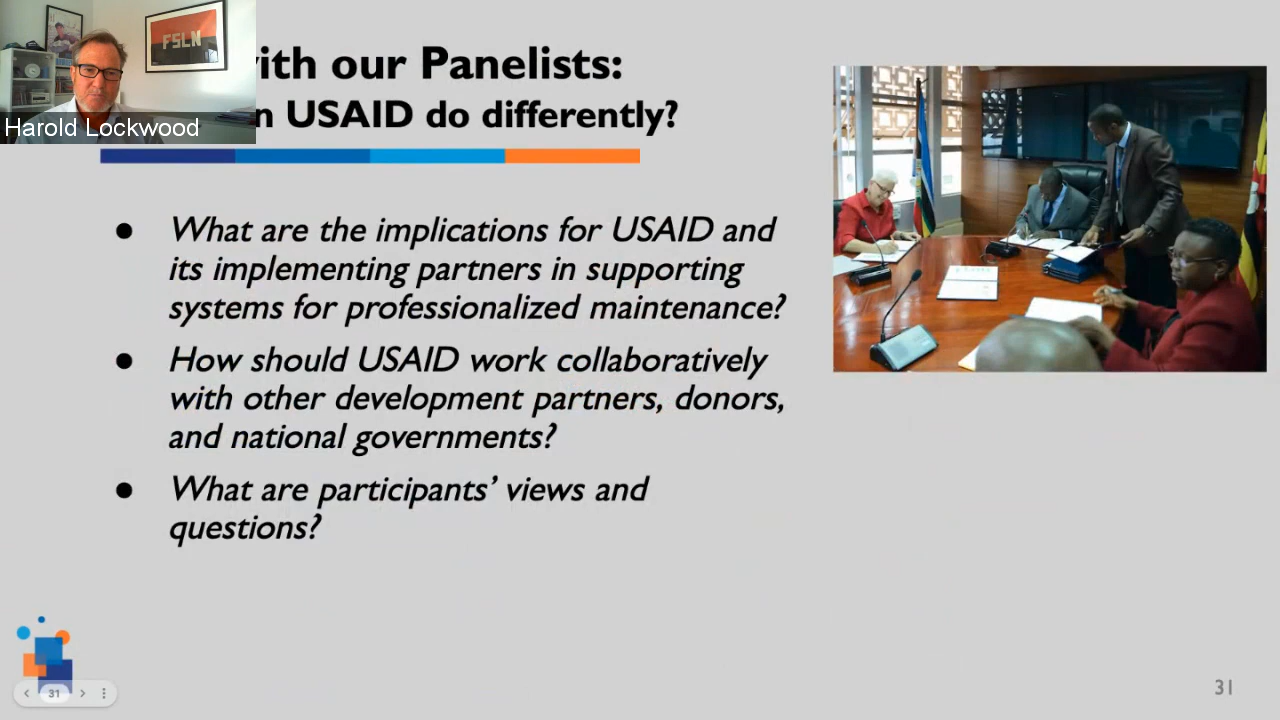 FSLN
Harold Lockwood
with our Panelists:
USAID do differently?
What are the implications for USAID and
its implementing partners in supporting
systems for professionalized maintenance?
How should USAID work collaboratively
with other development partners, donors,
and national governments?
What are participants' views and
questions?
31
31